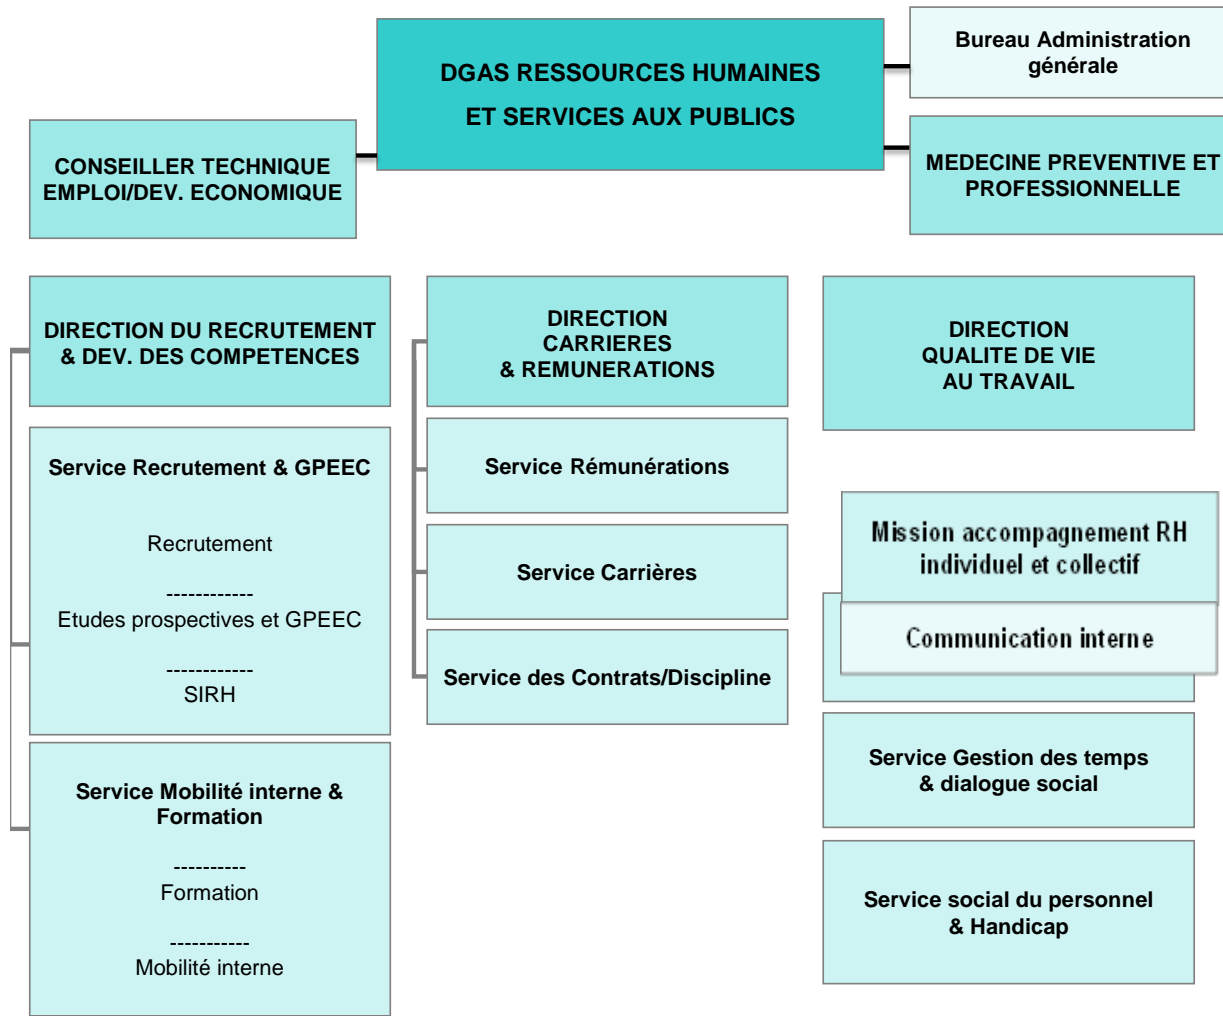 DGAS RESSOURCES HUMAINES
ET SERVICES AUX PUBLICS
Bureau Administration
générale
CONSEILLER TECHNIQUE
EMPLOI/DEV. ECONOMIQUE
MEDECINE PREVENTIVE ET
PROFESSIONNELLE
DIRECTION DU RECRUTEMENT
& DEV. DES COMPETENCES
Service Recrutement & GPEEC
Recrutement
------------
Etudes prospectives et GPEEC
------------
SIRH
Service Mobilité interne &
Formation
----------
Formation
-----------
Mobilité interne
DIRECTION
CARRIERES
& REMUNERATIONS
Service Rémunérations
Service Carrières
Service des Contrats/Discipline
DIRECTION
QUALITE DE VIE
AU TRAVAIL
Mission accompagnement RH
individuel et collectif
Communication interne
Service Gestion des temps
& dialogue social
Service social du personnel
& Handicap